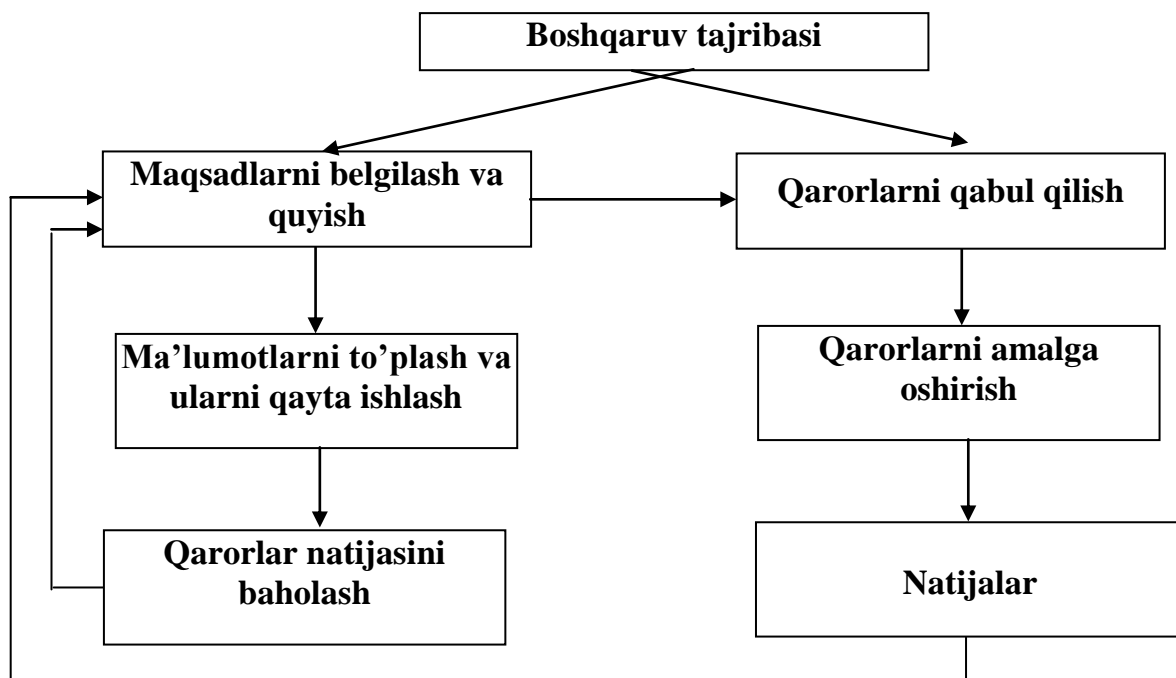 Boshqaruv tajribasi
Maqsadlarni belgilash va
quyish
Qarorlarni qabul qilish
Ma’lumotlarni to’plash va
ularni qayta ishlash
Qarorlarni amalga
oshirish
Qarorlar natijasini
baholash
Natijalar